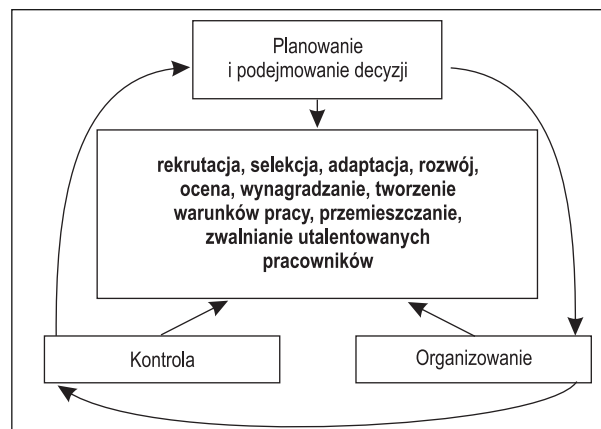 Planowanie
i podejmowanie decyzji
rekrutacja, selekcja, adaptacja, rozwój,
ocena, wynagradzanie, tworzenie
warunków pracy, przemieszczanie,
zwalnianie utalentowanych
pracowników
Kontrola
Organizowanie